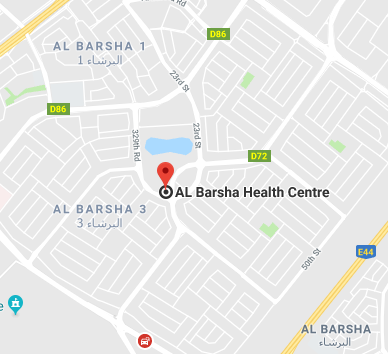 D86
AL BARSHA 1
البرشاء 1
23rd St
D86
329th Rd
23rd St
D72
AL Barsha Health Centre
AL BARSHA 3
البرشاء 3
50th St
E44
e
AL BARSHA
البرشاء